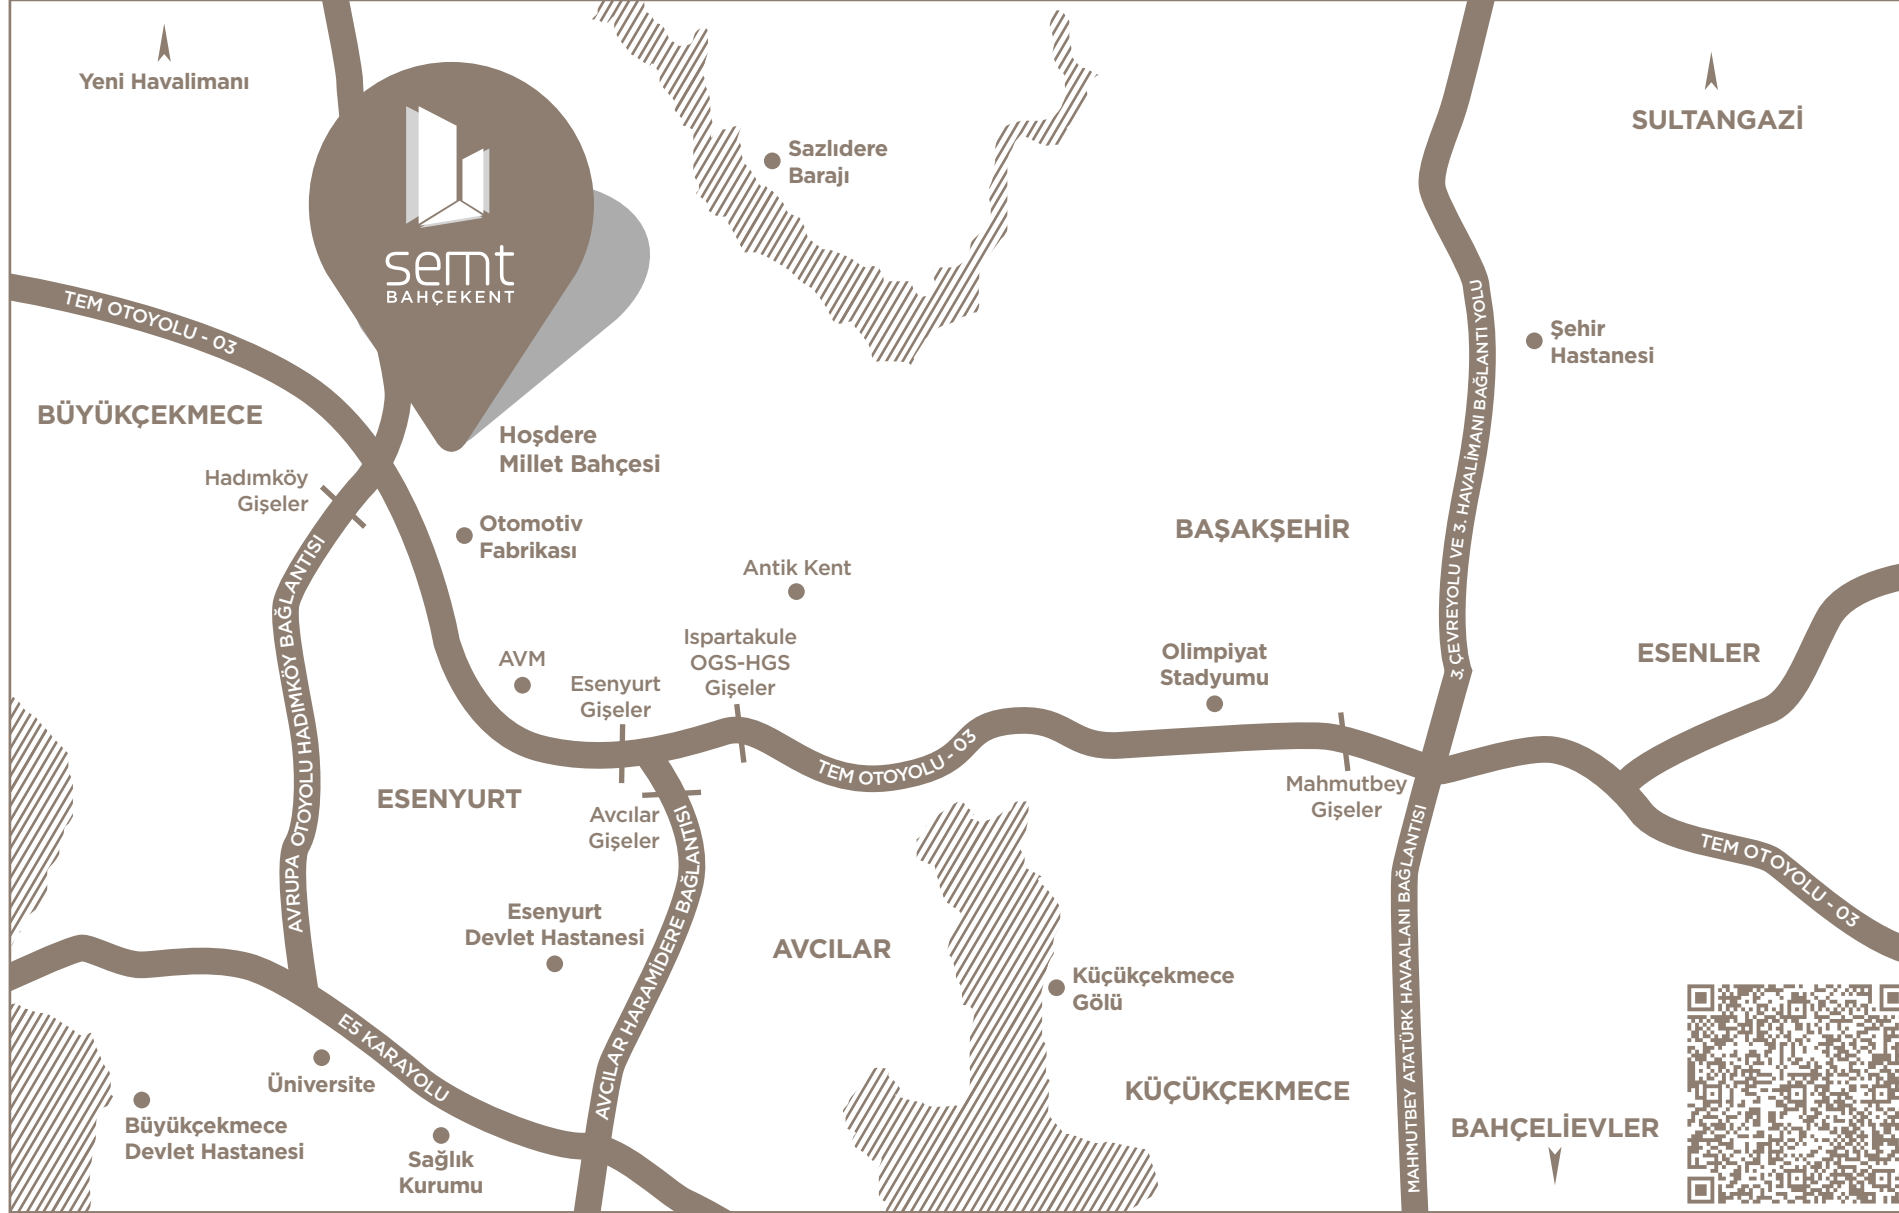 Yeni Havalimanı
SULTANGAZİ
Sazlıdere
Barajı
semt
BAHÇEKENT
TEM OTOYOLU - 03
Şehir
Hastanesi
3. ÇEVREYOLU VE 3. HAVALİMANI BAĞLANTI YOLU
BÜYÜKÇEKMECE
Hoşdere
Millet Bahçesi
Hadımköy
Gişeler
Otomotiv
Fabrikası
BAŞAKŞEHİR
Antik Kent
AVRUPA OTOYOLU HADIMKÖY BAĞLANTISI
AVM
Esenyurt
Gişeler
Ispartakule
OGS-HGS
Gişeler
Olimpiyat
Stadyumu
ESENLER
TEM OTOYOLU - 03
Mahmutbey
Gişeler
ESENYURT
Avcılar
Gişeler
AVCILAR HARAMİDERE BAĞLANTISI
TEM OTOYOLU - 03
Esenyurt
Devlet Hastanesi
AVCILAR
Küçükçekmece
Gölü
MAHMUTBEY ATATÜRK HAVAALANI BAĞLANTISI
E5 KARAYOLU
Üniversite
Büyükçekmece
Devlet Hastanesi
Sağlık
Kurumu
KÜÇÜKÇEKMECE
BAHÇELİEVLER